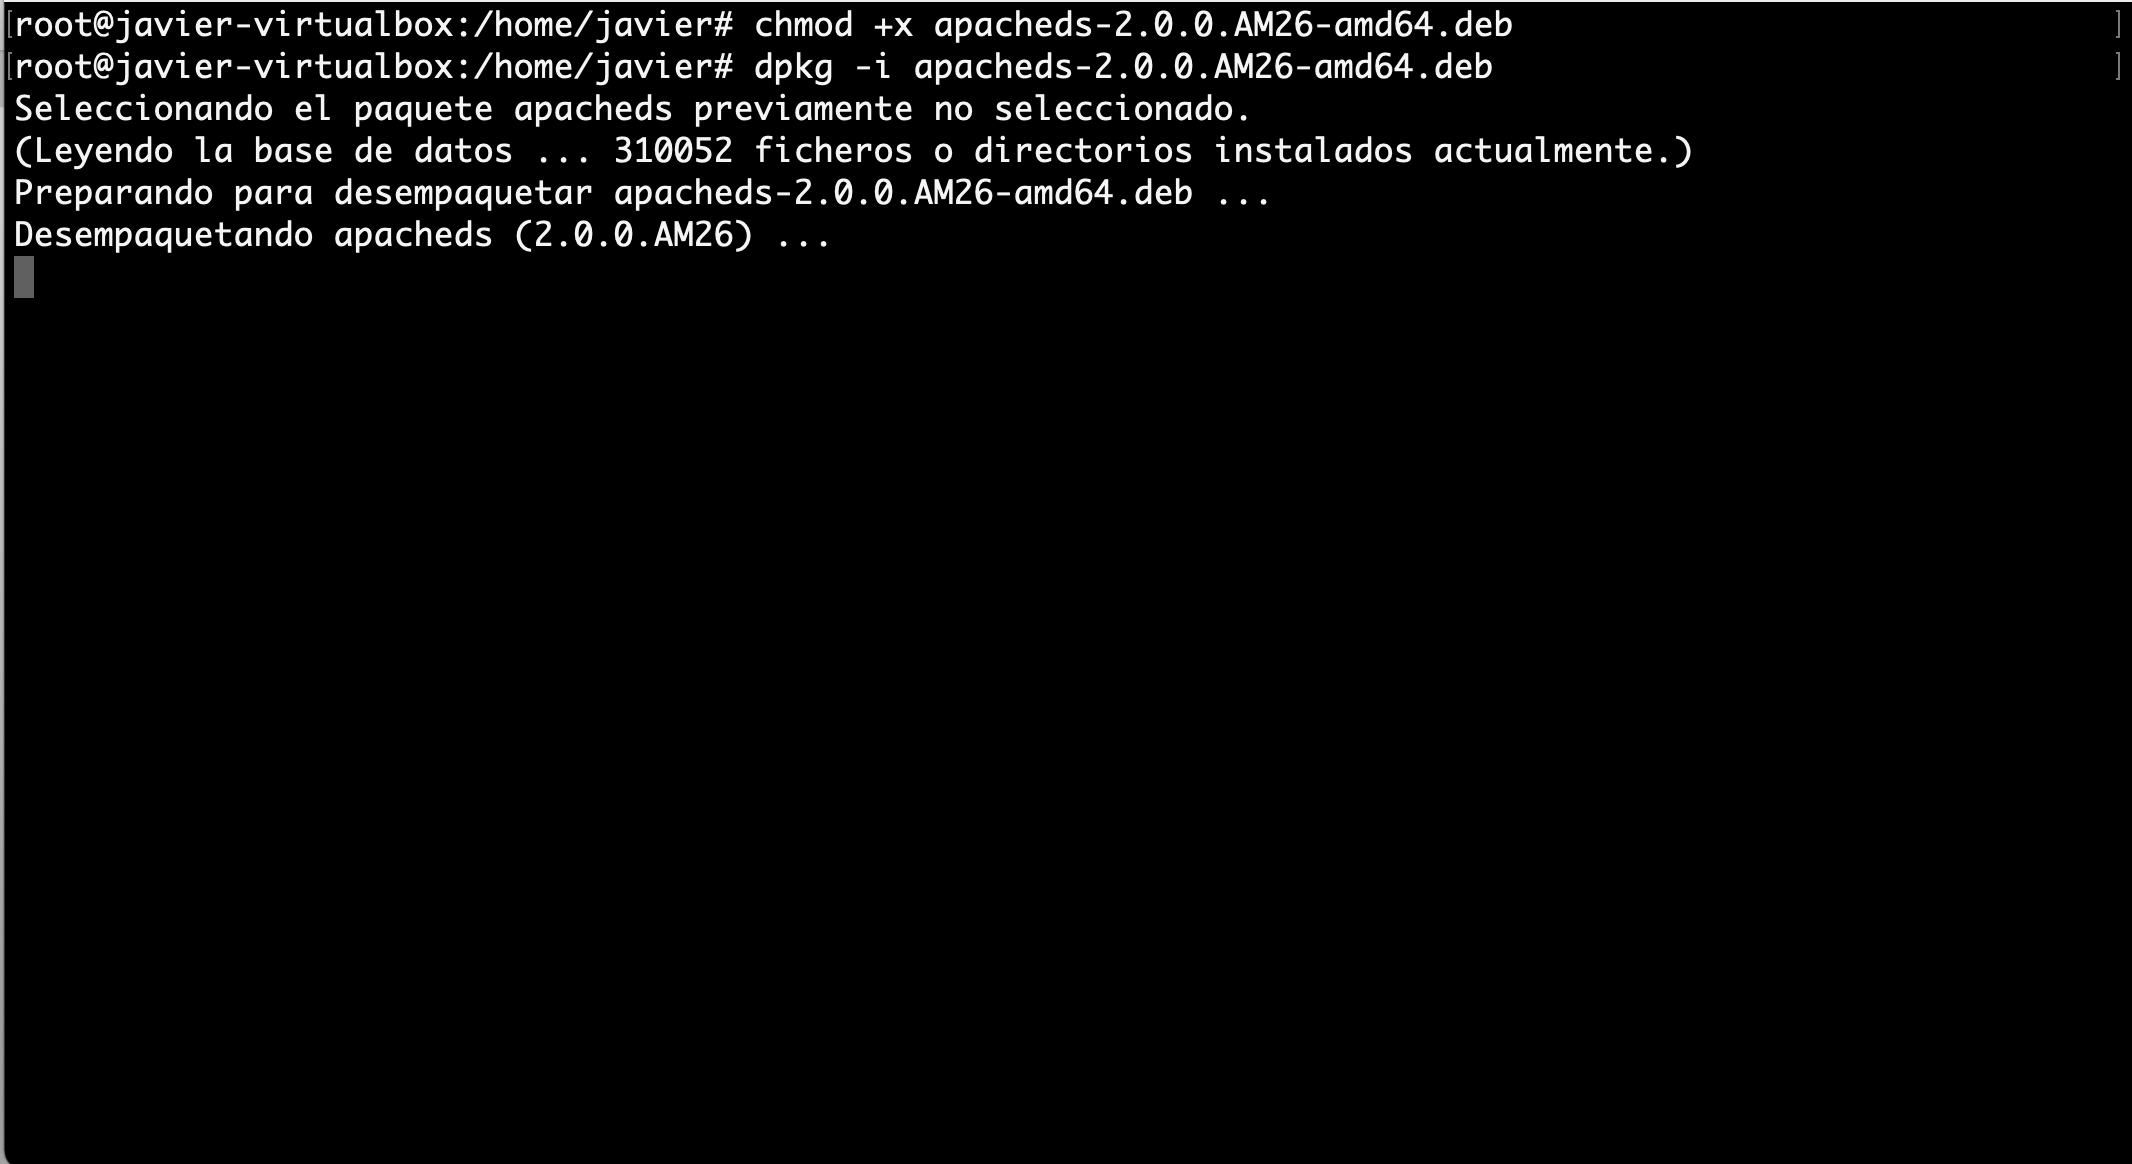 [root@javier-virtualbox:/home/javier# chmod +x apacheds-2.0.0.AM26-amd64.deb ]
[root@javier-virtualbox:/home/javier# dpkg -i apacheds-2.0.0.AM26-amd64.deb ]
Seleccionando el paquete apacheds previamente no seleccionado.
(Leyendo la base de datos ... 310052 ficheros o directorios instalados actualmente.)
Preparando para desempaquetar apacheds-2.0.0.AM26-amd64.deb ...
Desempaquetando apacheds (2.0.0.AM26) ...